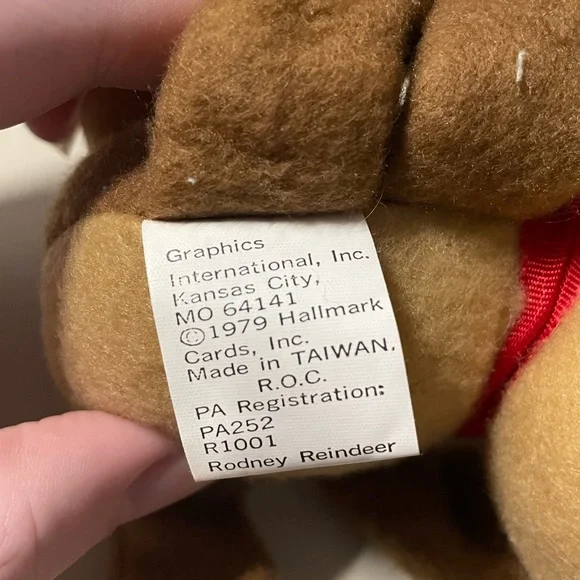 Graphics
International, Inc.
Kansas City,
MO 64141
©1979 Hallmark
Cards, Inc.
Made in TAIWAN,
R.O.C.
PA Registration:
PA252
R1001
Rodney Reindeer